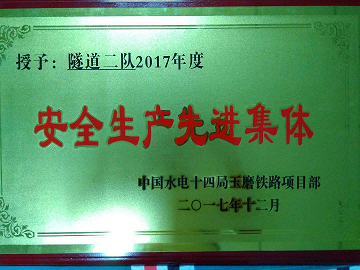 授予：隧道二队2017年度
安全生产先进集体
中国水电十四局玉磨铁路项目部
二〇一七年十二月